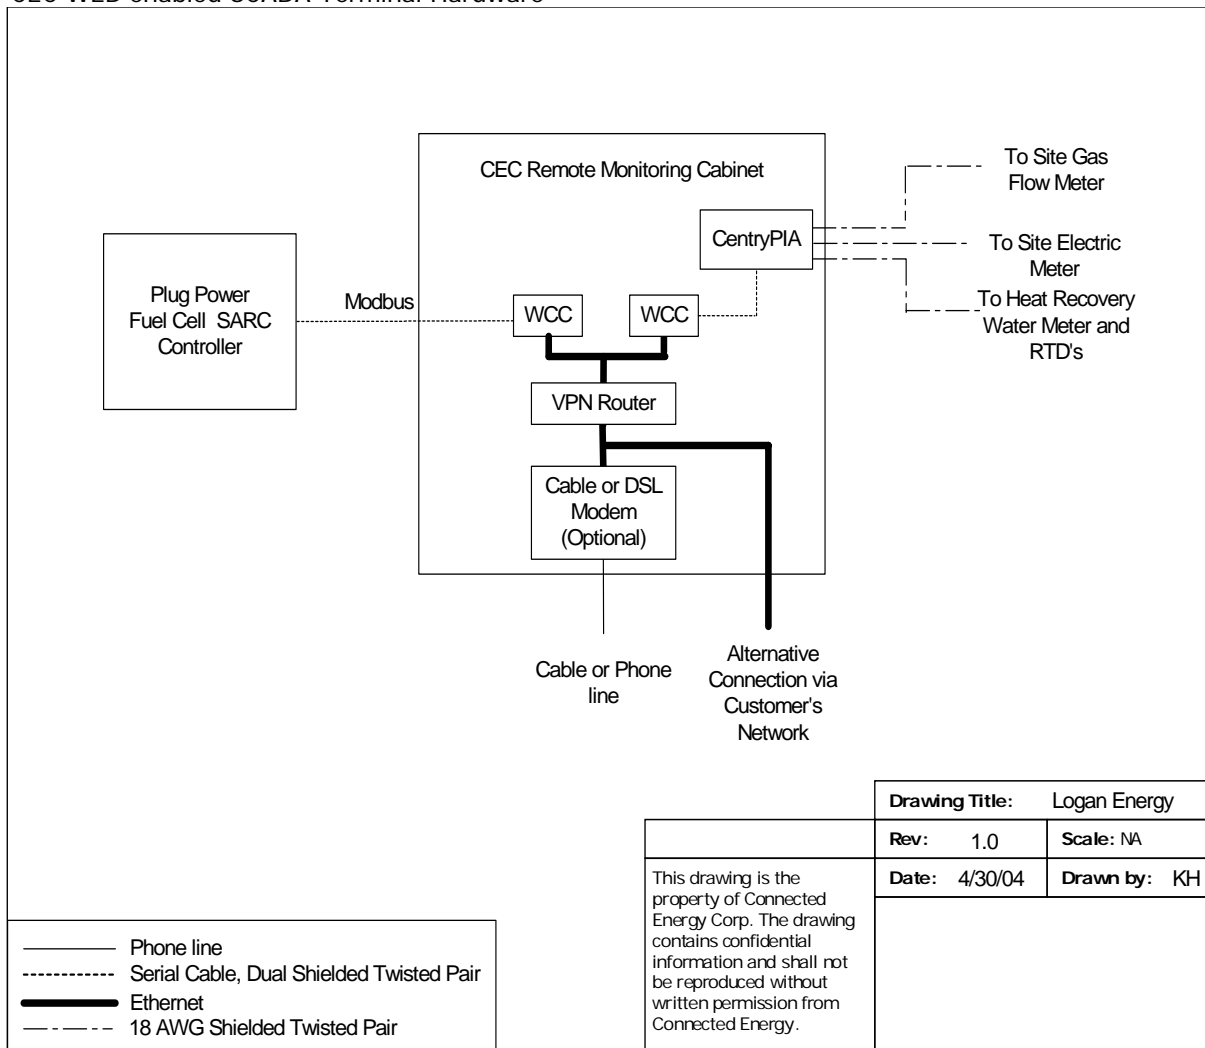 CEC Remote Monitoring Cabinet
To Site Gas
Flow Meter
CentryPIA
To Site Electric
Meter
Plug Power
Fuel Cell SARC
Controller
Modbus
WCC
WCC
To Heat Recovery
Water Meter and
RTD's
VPN Router
Cable or DSL
Modem
(Optional)
Cable or Phone
line
Alternative
Connection via
Customer's
Network
Drawing Title: Logan Energy
Rev: 1.0
Scale: NA
Date: 4/30/04
Drawn by: KH
This drawing is the
property of Connected
Energy Corp. The drawing
contains confidential
information and shall not
be reproduced without
written permission from
Connected Energy.
Phone line
Serial Cable, Dual Shielded Twisted Pair
Ethernet
18 AWG Shielded Twisted Pair